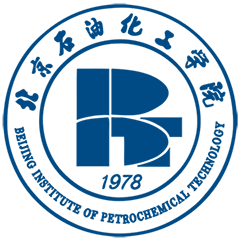 北京石油化工学院
1978
BEIJING INSTITUTE OF PETROCHEMICAL TECHNOLOGY